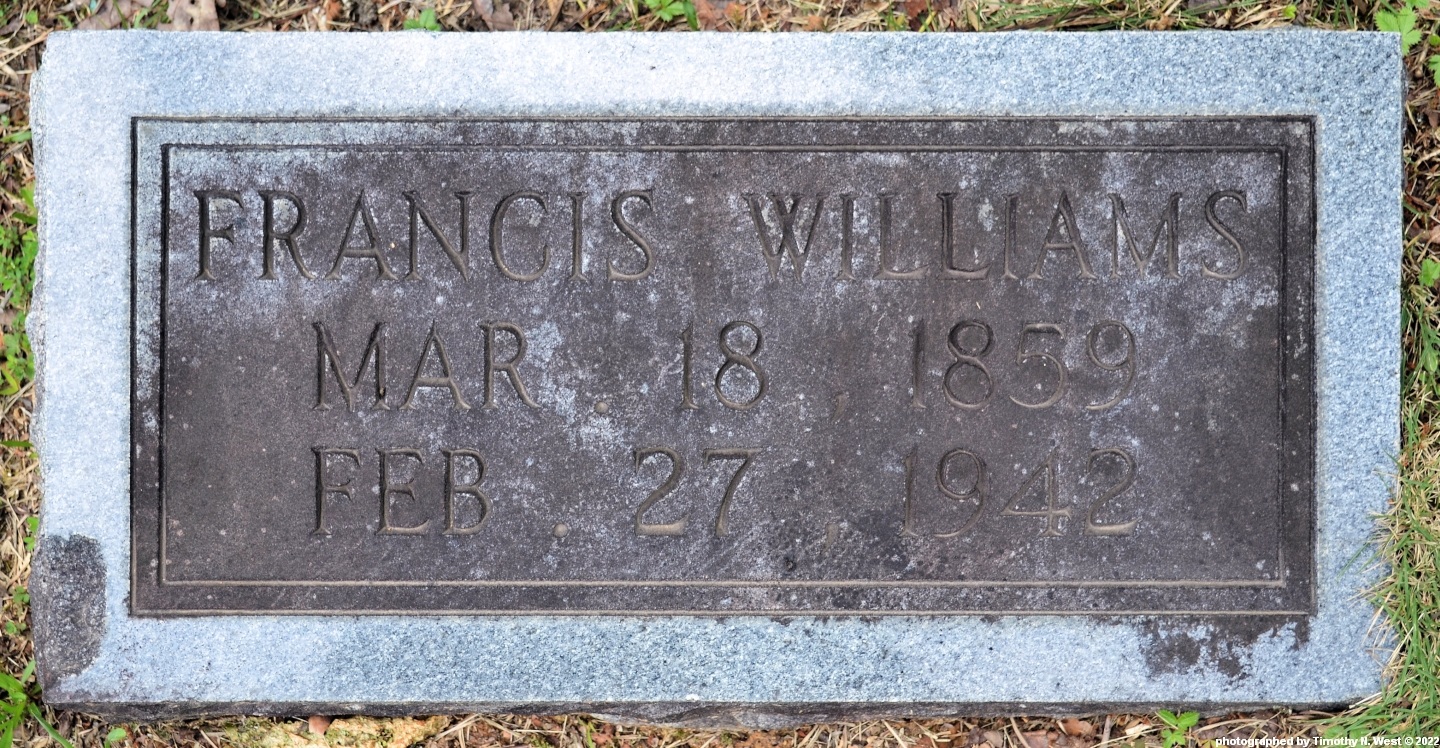 FRANCIS WILLIAMS
MAR. 18, 1859
FEB. 27, 1942
photographed by Timothy N. West © 2022